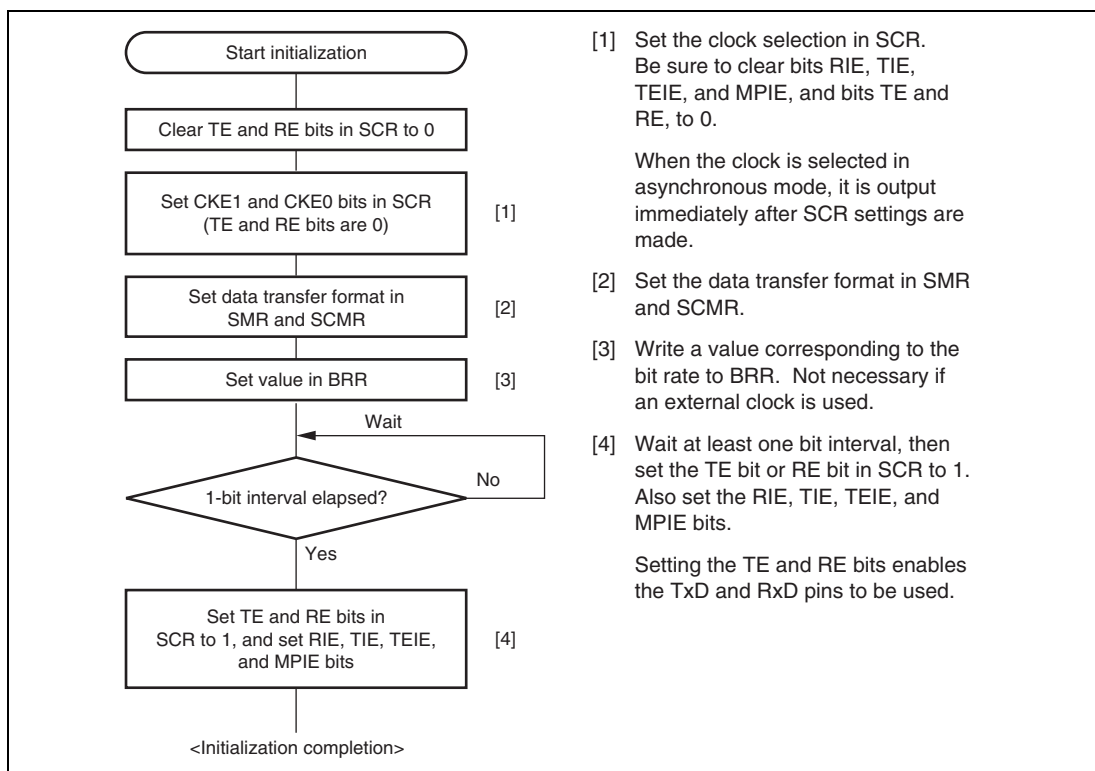 Start initialization
Clear TE and RE bits in SCR to 0
Set CKE1 and CKE0 bits in SCR
(TE and RE bits are 0)
[1]
Set data transfer format in
SMR and SCMR
[2]
Set value in BRR
[3]
Wait
No
1-bit interval elapsed?
Yes
Set TE and RE bits in
SCR to 1, and set RIE, TIE, TEIE,
and MPIE bits
[4]
<Initialization completion>
[1] Set the clock selection in SCR.
Be sure to clear bits RIE, TIE,
TEIE, and MPIE, and bits TE and
RE, to 0.
When the clock is selected in
asynchronous mode, it is output
immediately after SCR settings are
made.
[2] Set the data transfer format in SMR
and SCMR.
[3] Write a value corresponding to the
bit rate to BRR. Not necessary if
an external clock is used.
[4] Wait at least one bit interval, then
set the TE bit or RE bit in SCR to 1.
Also set the RIE, TIE, TEIE, and
MPIE bits.
Setting the TE and RE bits enables
the TxD and RxD pins to be used.